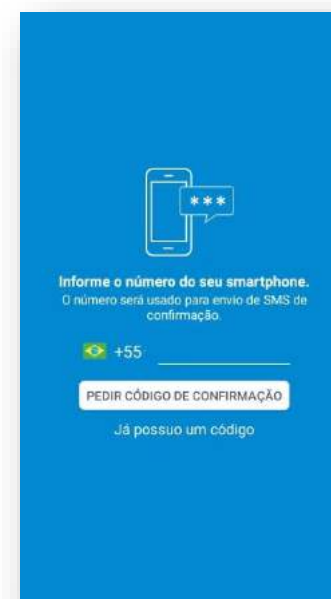 ***
Informe o número do seu smartphone.
O número será usado para envio de SMS de
confirmação.
+55
PEDIR CÓDIGO DE CONFIRMAÇÃO
Já possuo um código